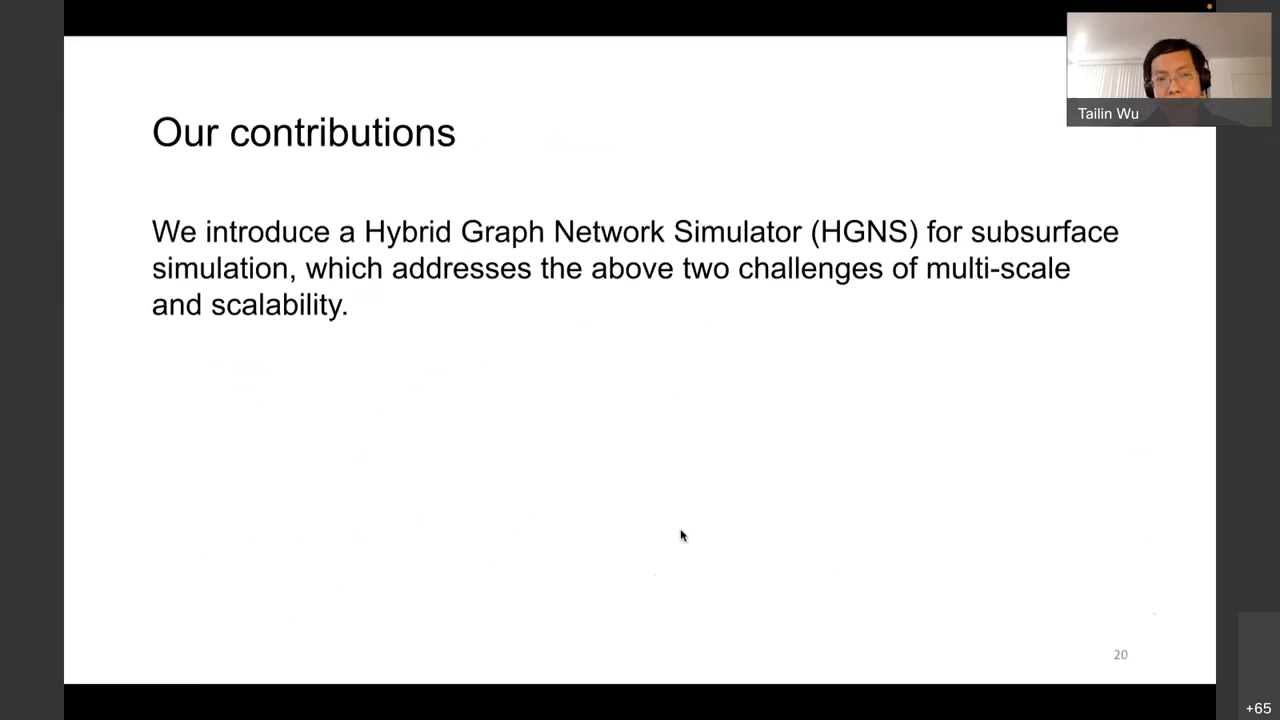 Tailin Wu
Our contributions
We introduce a Hybrid Graph Network Simulator (HGNS) for subsurface
simulation, which addresses the above two challenges of multi-scale
and scalability.
20
+65